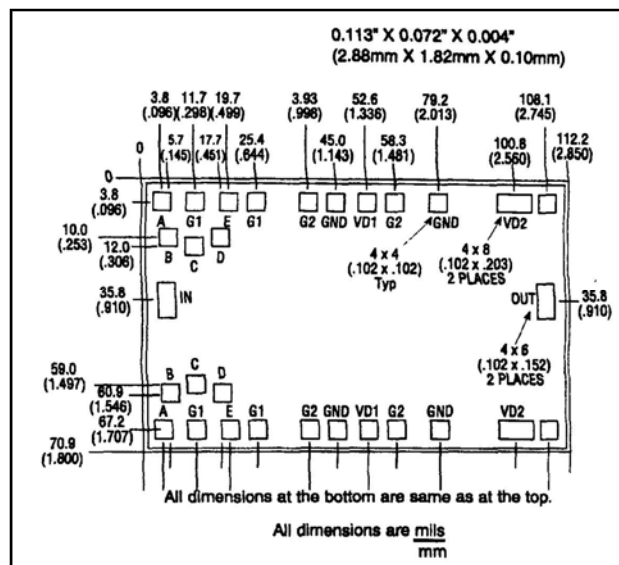 0.113" X 0.072" X 0.004"
(2.88mm X 1.82mm X 0.10mm)
3.8 11.7 19.7 3.93 52.6 79.2 108.1
(.096) (.298) (.499) (.998) (1.336) (2.013) (2.745)
5.7 17.7 25.4 45.0 58.3 100.8 112.2
(.145) (.451) (.644) (1.143) (1.481) (2.560) (2.850)
0
0
3.8
(.096)
A G1 E G1 G2 GND VD1 G2 GND VD2
10.0
(.253)
12.0
(.306)
B C D
4 x 4
(.102 x .102)
Typ
4 x 8
(.102 x .203)
2 PLACES
35.8
(.910)
IN
OUT
35.8
(.910)
4 x 6
(.102 x .152)
2 PLACES
59.0
(1.497)
B C D
60.9
(1.546)
A G1 E G1 G2 GND VD1 G2 GND VD2
67.2
(1.707)
70.9
(1.800)
All dimensions at the bottom are same as at the top.
All dimensions are mils
mm